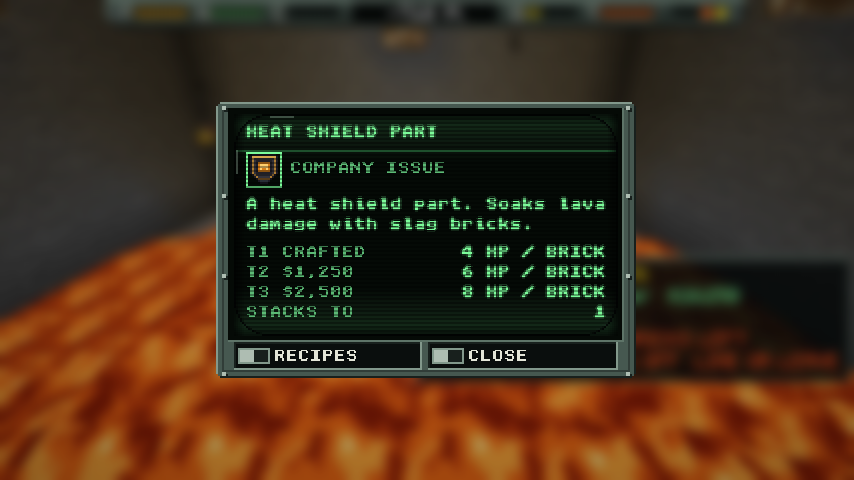 HEAT SHIELD PART
COMPANY ISSUE
A heat shield part. Soaks lava
damage with slag bricks.
T1 CRAFTED 4 HP / BRICK
T2 $1,250 6 HP / BRICK
T3 $2,500 8 HP / BRICK
STACKS TO 1
RECIPES CLOSE